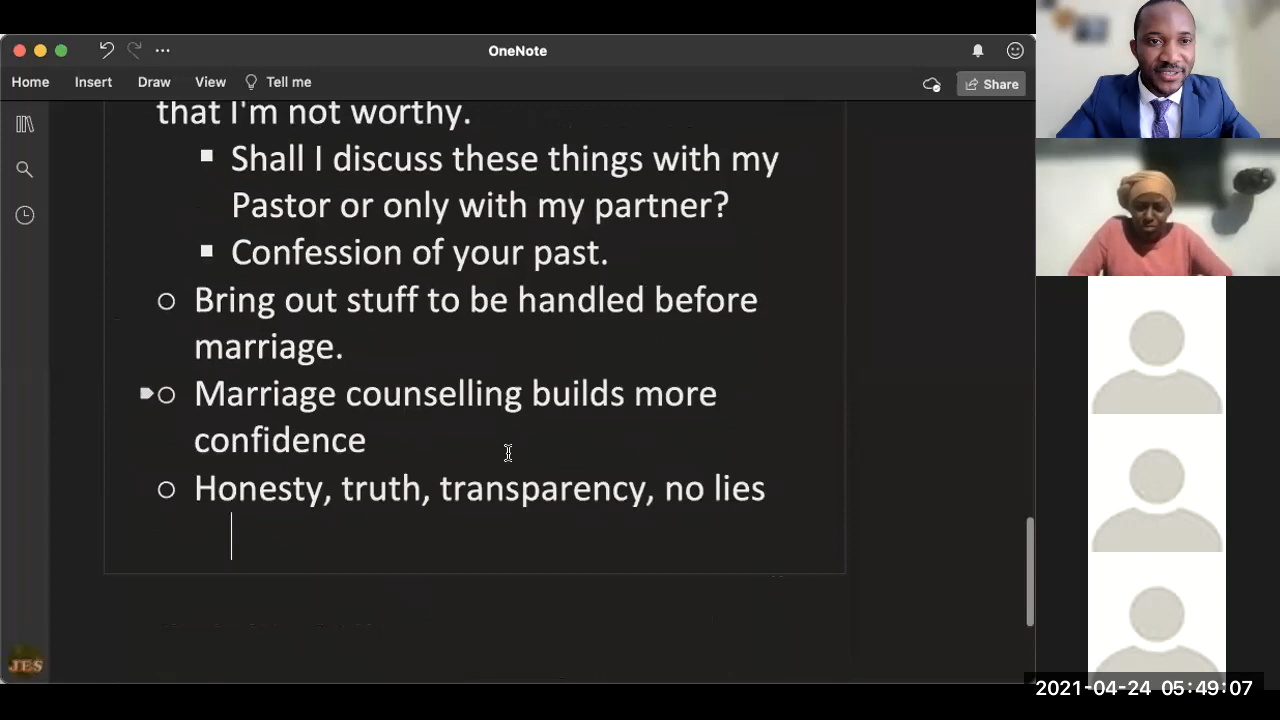 OneNote
Home Insert Draw View Tell me Share
that I'm not worthy.
Shall I discuss these things with my
Pastor or only with my partner?
Confession of your past.
Bring out stuff to be handled before
marriage.
Marriage counselling builds more
confidence
Honesty, truth, transparency, no lies
JES
2021-04-24 05:49:07